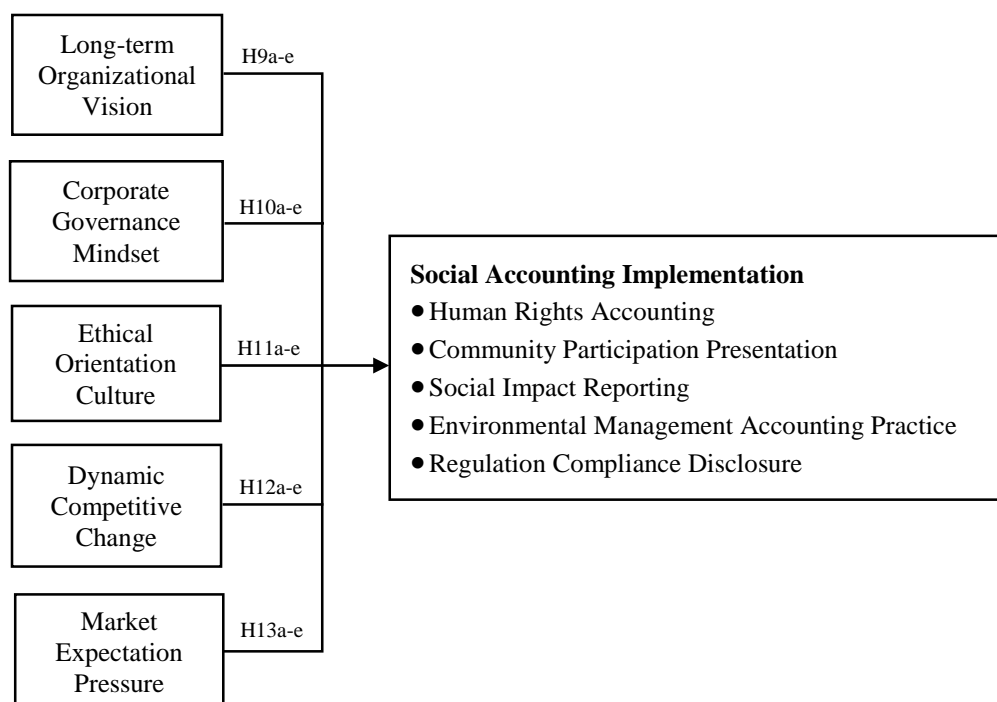 Long-term
Organizational
Vision
H9a-e
Corporate
Governance
Mindset
H10a-e
Ethical
Orientation
Culture
H11a-e
Dynamic
Competitive
Change
H12a-e
Market
Expectation
Pressure
H13a-e
Social Accounting Implementation
● Human Rights Accounting
● Community Participation Presentation
● Social Impact Reporting
● Environmental Management Accounting Practice
● Regulation Compliance Disclosure